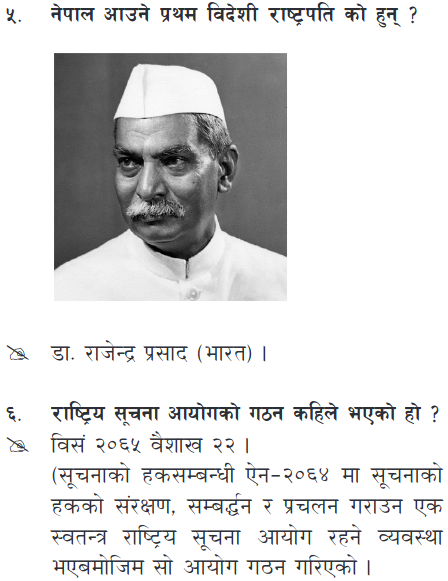 ५. नेपाल आउने प्रथम विदेशी राष्ट्रपति को हुन् ?
डा. राजेन्द्र प्रसाद (भारत) ।
६. राष्ट्रिय सूचना आयोगको गठन कहिले भएको हो ?
विसं २०६५ वैशाख २२ ।
(सूचनाको हकसम्बन्धी ऐन-२०६४ मा सूचनाको
हकको संरक्षण, सम्बर्द्धन र प्रचलन गराउन एक
स्वतन्त्र राष्ट्रिय सूचना आयोग रहने व्यवस्था
भएबमोजिम सो आयोग गठन गरिएको ।